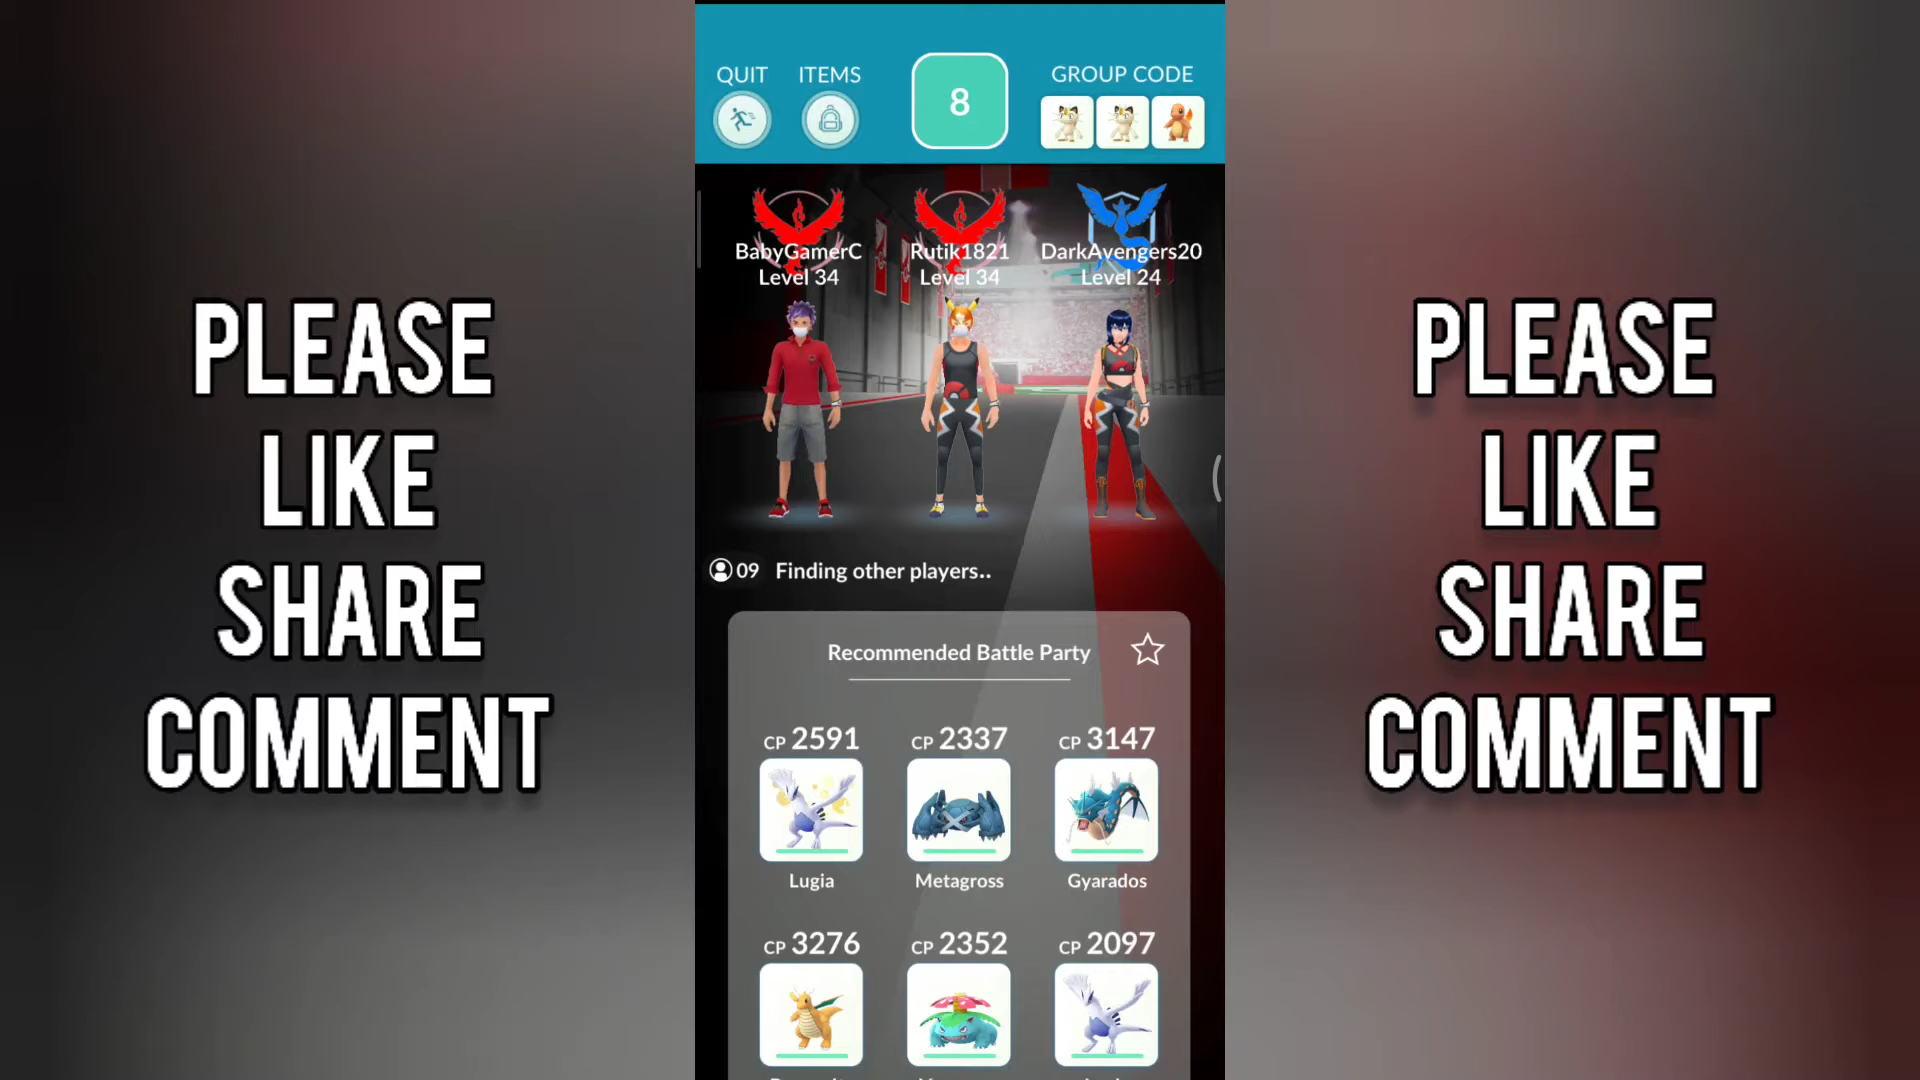 PLEASE
LIKE
SHARE
COMMENT
QUIT ITEMS
8
GROUP CODE
BabyGamerC
Level 34
Rutik1821
Level 34
DarkAvengers20
Level 24
09 Finding other players..
Recommended Battle Party
CP 2591
CP 2337
CP 3147
Lugia
Metagross
Gyarados
CP 3276
CP 2352
CP 2097
PLEASE
LIKE
SHARE
COMMENT